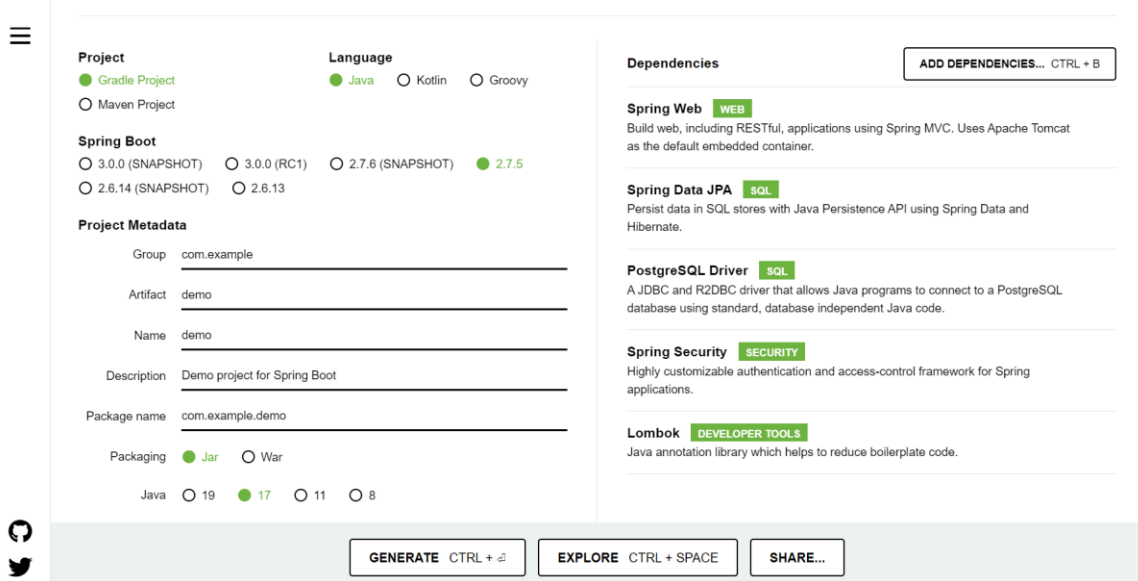 Project
Gradle Project
Maven Project
Language
Java Kotlin Groovy
Spring Boot
3.0.0 (SNAPSHOT) 3.0.0 (RC1) 2.7.6 (SNAPSHOT) 2.7.5
2.6.14 (SNAPSHOT) 2.6.13
Project Metadata
Group com.example
Artifact demo
Name demo
Description Demo project for Spring Boot
Package name com.example.demo
Packaging Jar War
Java 19 17 11 8
Dependencies
ADD DEPENDENCIES... CTRL + B
Spring Web WEB
Build web, including RESTful, applications using Spring MVC. Uses Apache Tomcat
as the default embedded container.
Spring Data JPA SQL
Persist data in SQL stores with Java Persistence API using Spring Data and
Hibernate.
PostgreSQL Driver SQL
A JDBC and R2DBC driver that allows Java programs to connect to a PostgreSQL
database using standard, database independent Java code.
Spring Security SECURITY
Highly customizable authentication and access-control framework for Spring
applications.
Lombok DEVELOPER TOOLS
Java annotation library which helps to reduce boilerplate code.
GENERATE CTRL + ⏎
EXPLORE CTRL + SPACE
SHARE...